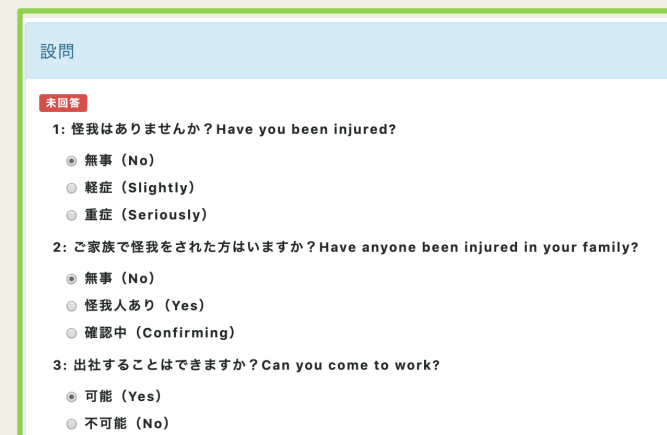 設問
未回答
1: 怪我はありませんか？Have you been injured?
無事（No）
軽症（Slightly）
重症（Seriously）
2: ご家族で怪我をされた方はいますか？Have anyone been injured in your family?
無事（No）
怪我人あり（Yes）
確認中（Confirming）
3: 出社することはできますか？Can you come to work?
可能（Yes）
不可能（No）